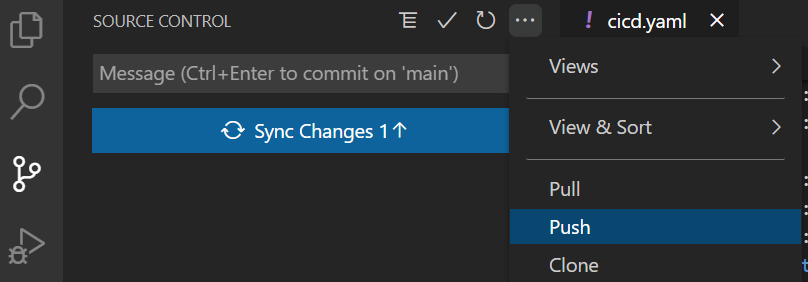 SOURCE CONTROL
! cicd.yaml
Message (Ctrl+Enter to commit on 'main')
Sync Changes 1↑
Views
View & Sort
Pull
Push
Clone